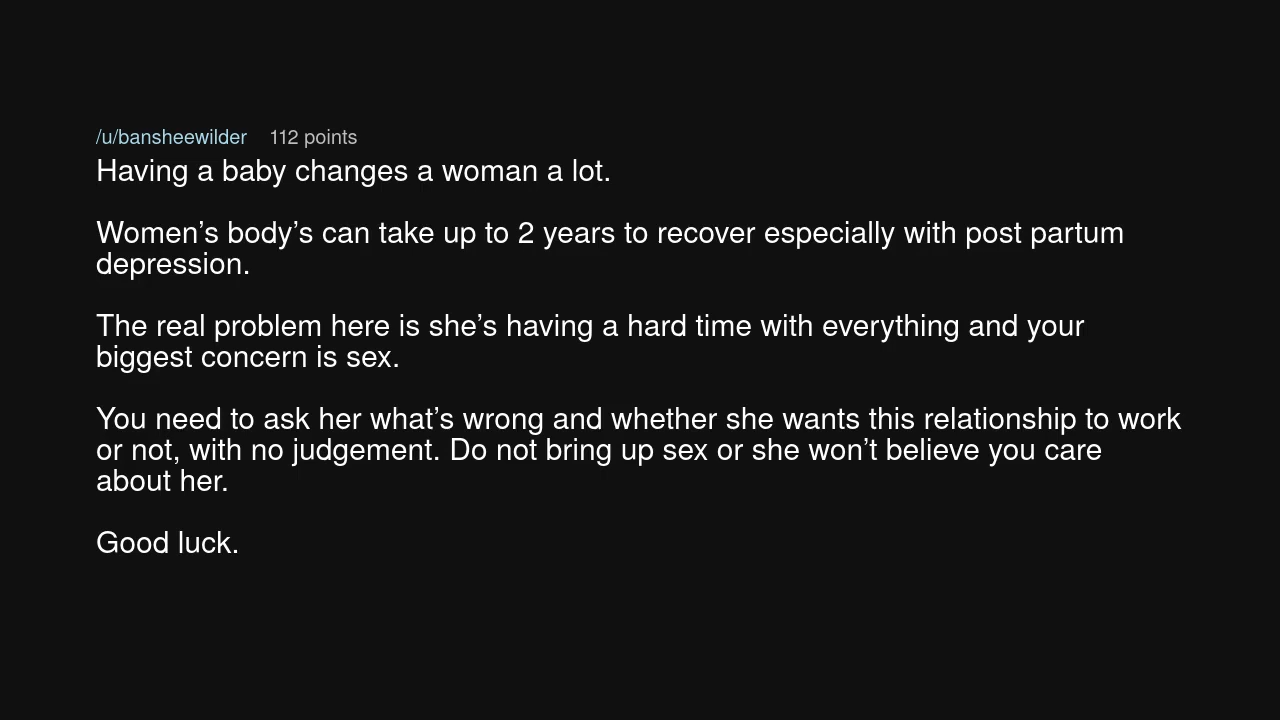 /u/bansheewilder 112 points
Having a baby changes a woman a lot.
Women’s body’s can take up to 2 years to recover especially with post partum
depression.
The real problem here is she’s having a hard time with everything and your
biggest concern is sex.
You need to ask her what’s wrong and whether she wants this relationship to work
or not, with no judgement. Do not bring up sex or she won’t believe you care
about her.
Good luck.